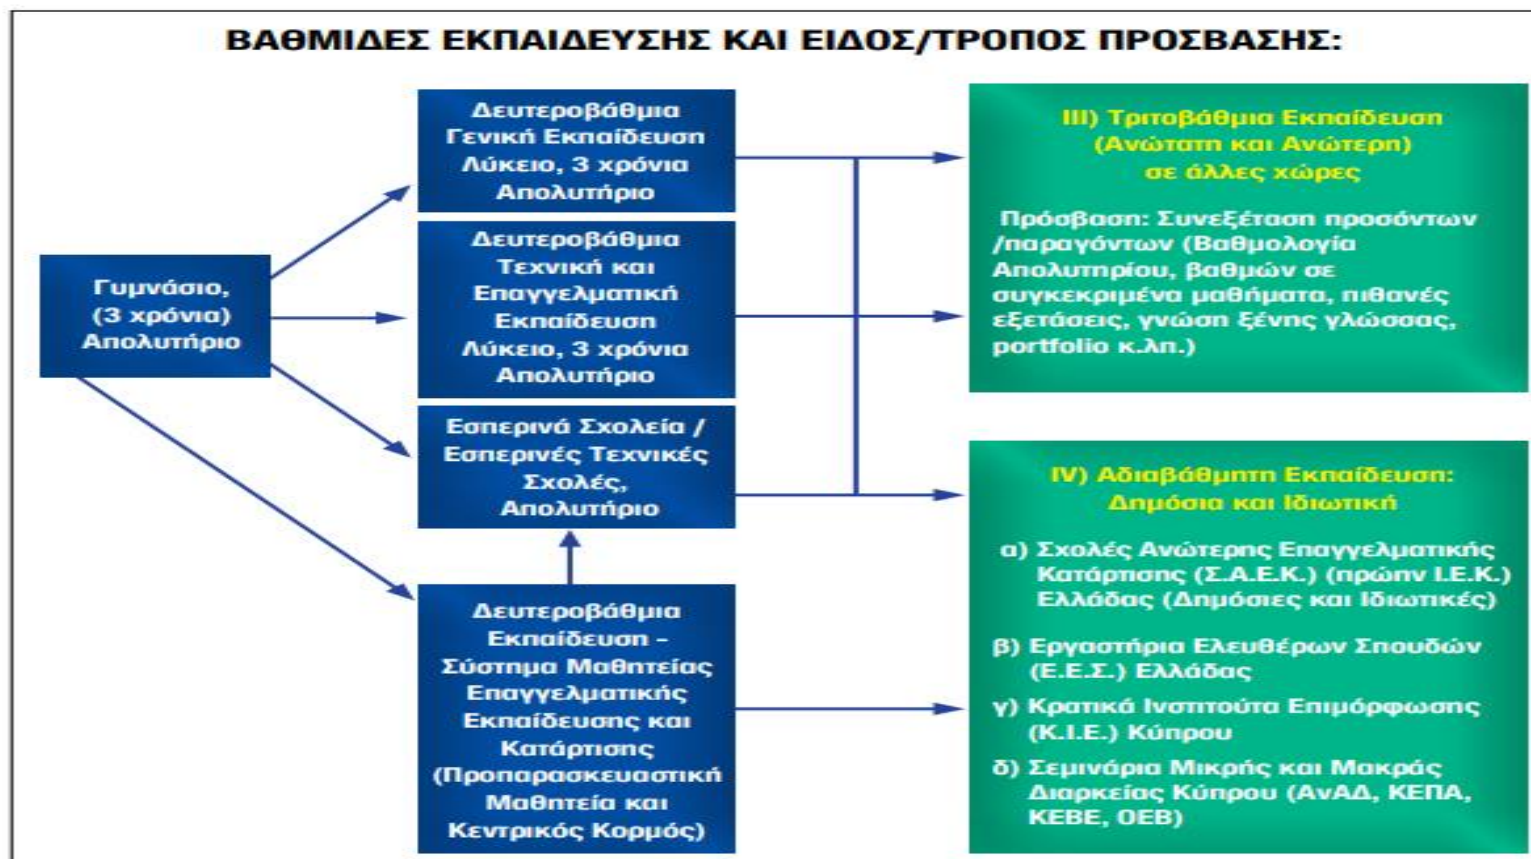 ΒΑΘΜΙΔΕΣ ΕΚΠΑΙΔΕΥΣΗΣ ΚΑΙ ΕΙΔΟΣ/ΤΡΟΠΟΣ ΠΡΟΣΒΑΣΗΣ:
Γυμνάσιο,
(3 χρόνια)
Απολυτήριο
Δευτεροβάθμια
Γενική Εκπαίδευση
Λύκειο, 3 χρόνια
Απολυτήριο
Δευτεροβάθμια
Τεχνική και
Επαγγελματική
Εκπαίδευση
Λύκειο, 3 χρόνια
Απολυτήριο
Εσπερινά Σχολεία /
Εσπερινές Τεχνικές
Σχολές,
Απολυτήριο
Δευτεροβάθμια
Εκπαίδευση –
Σύστημα Μαθητείας
Επαγγελματικής
Εκπαίδευσης και
Κατάρτισης
(Προπαρασκευαστική
Μαθητεία και
Κεντρικός Κορμός)
III) Τριτοβάθμια Εκπαίδευση
(Ανώτατη και Ανώτερη)
σε άλλες χώρες
Πρόσβαση: Συνεξέταση προσόντων
/παραγόντων (Βαθμολογία
Απολυτηρίου, βαθμών σε
συγκεκριμένα μαθήματα, πιθανές
εξετάσεις, γνώση ξένης γλώσσας,
portfolio κ.λπ.)
IV) Αδιαβάθμητη Εκπαίδευση:
Δημόσια και Ιδιωτική
α) Σχολές Ανώτερης Επαγγελματικής
Κατάρτισης (Σ.Α.Ε.Κ.) (πρώην Ι.Ε.Κ.)
Ελλάδας (Δημόσιες και Ιδιωτικές)
β) Εργαστήρια Ελευθέρων Σπουδών
(Ε.Ε.Σ.) Ελλάδας
γ) Κρατικά Ινστιτούτα Επιμόρφωσης
(Κ.Ι.Ε.) Κύπρου
δ) Σεμινάρια Μικρής και Μακράς
Διαρκείας Κύπρου (ΑνΑΔ, ΚΕΠΑ,
ΚΕΒΕ, ΟΕΒ)